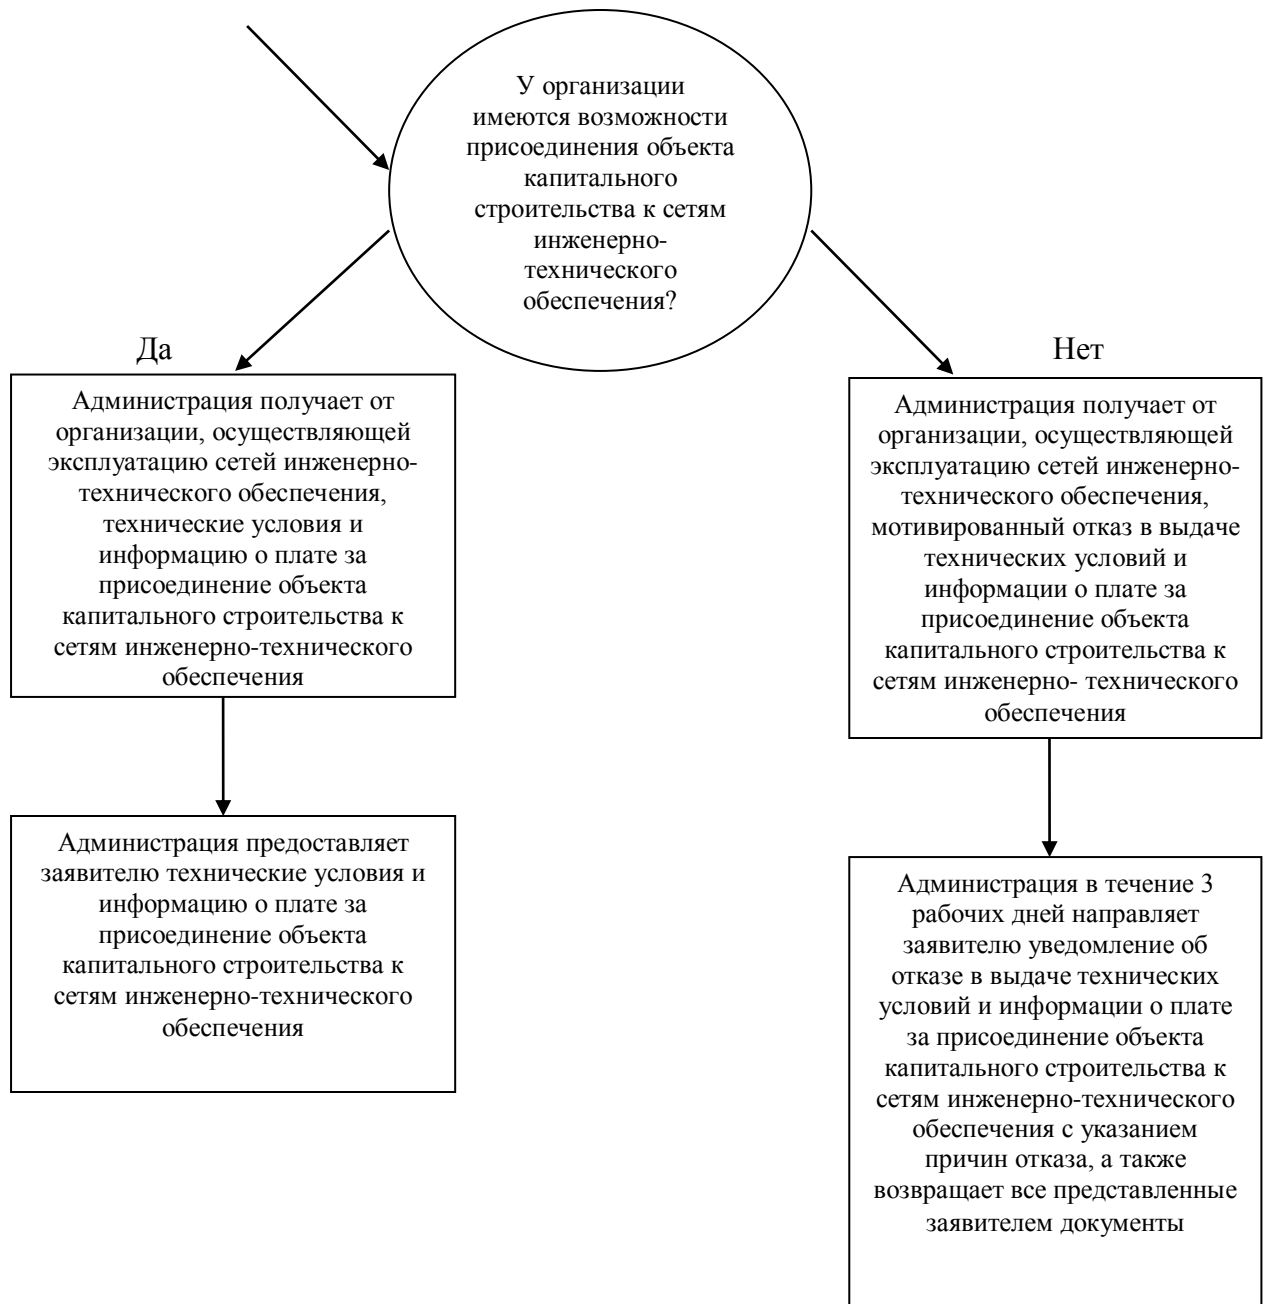 У организации
имеются возможности
присоединения объекта
капитального
строительства к сетям
инженерно-
технического
обеспечения?
Да
Нет
Администрация получает от
организации, осуществляющей
эксплуатацию сетей инженерно-
технического обеспечения,
технические условия и
информацию о плате за
присоединение объекта
капитального строительства к
сетям инженерно-технического
обеспечения
Администрация получает от
организации, осуществляющей
эксплуатацию сетей инженерно-
технического обеспечения,
мотивированный отказ в выдаче
технических условий и
информации о плате за
присоединение объекта
капитального строительства к
сетям инженерно- технического
обеспечения
Администрация предоставляет
заявителю технические условия и
информацию о плате за
присоединение объекта
капитального строительства к
сетям инженерно-технического
обеспечения
Администрация в течение 3
рабочих дней направляет
заявителю уведомление об
отказе в выдаче технических
условий и информации о плате
за присоединение объекта
капитального строительства к
сетям инженерно-технического
обеспечения с указанием
причин отказа, а также
возвращает все представленные
заявителем документы